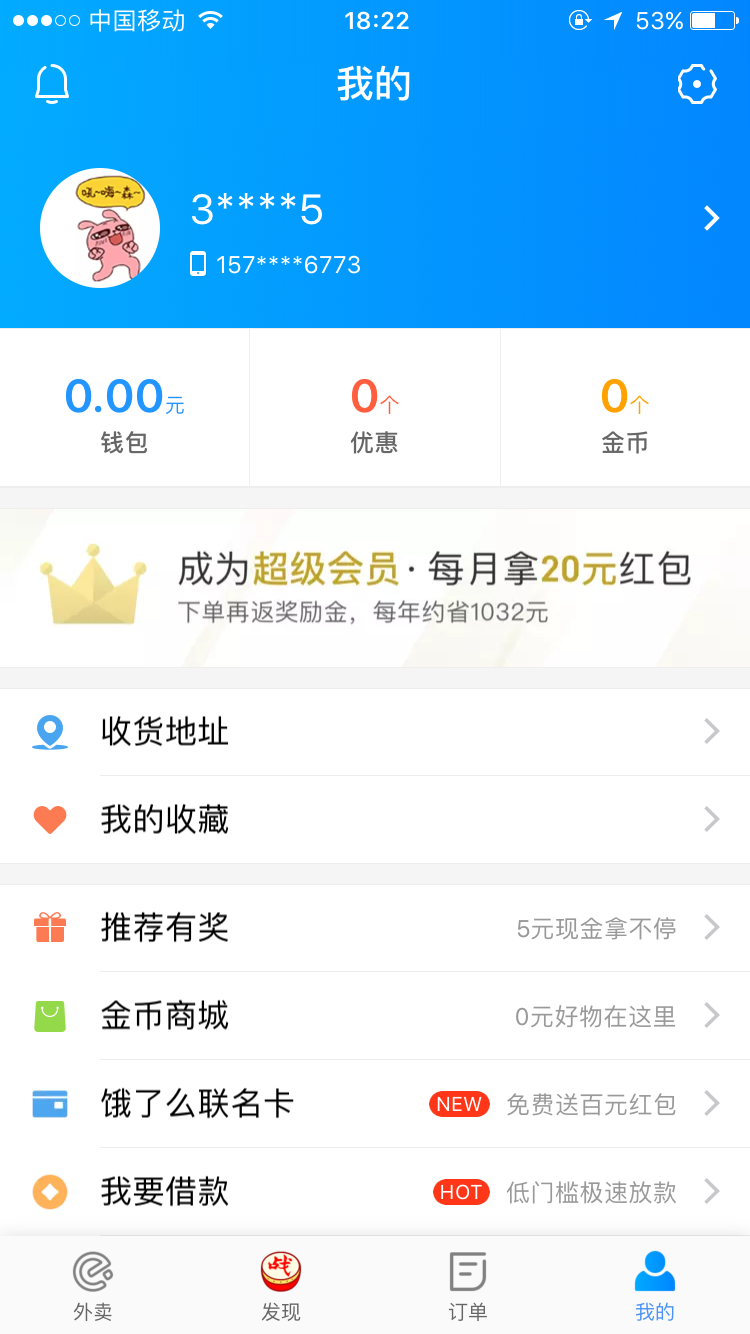 中国移动 18:22 53%
我的
吼~嗨~森~
3****5
157****6773
0.00元 0个 0个
钱包 优惠 金币
成为超级会员·每月拿20元红包
下单再返奖励金，每年约省1032元
收货地址
我的收藏
推荐有奖 5元现金拿不停
金币商城 0元好物在这里
饿了么联名卡 NEW 免费送百元红包
我要借款 HOT 低门槛极速放款
战
外卖 发现 订单 我的